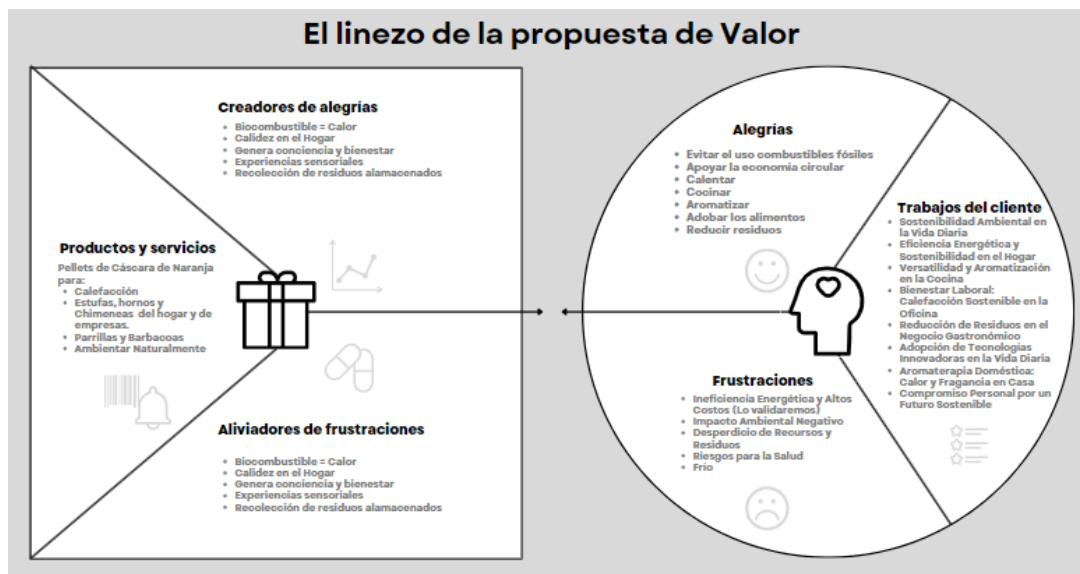 El linezo de la propuesta de Valor
Creadores de alegrías
• Biocombustible = Calor
• Calidez en el Hogar
• Genera conciencia y bienestar
• Experiencias sensoriales
• Recolección de residuos alamacenados
Productos y servicios
Pellets de Cáscara de Naranja
para:
• Calefacción
• Estufas, hornos y
Chimeneas del hogar y de
empresas.
• Parrillas y Barbacoas
• Ambientar Naturalmente
Aliviadores de frustraciones
• Biocombustible = Calor
• Calidez en el Hogar
• Genera conciencia y bienestar
• Experiencias sensoriales
• Recolección de residuos alamacenados
Alegrías
• Evitar el uso combustibles fósiles
• Apoyar la economía circular
• Calentar
• Cocinar
• Aromatizar
• Adobar los alimentos
• Reducir residuos
Trabajos del cliente
• Sostenibilidad Ambiental en
la Vida Diaria
• Eficiencia Energética y
Sostenibilidad en el Hogar
• Versatilidad y Aromatización
en la Cocina
• Bienestar Laboral:
Calefacción Sostenible en la
Oficina
• Reducción de Residuos en el
Negocio Gastronómico
• Adopción de Tecnologías
Innovadoras en la Vida Diaria
• Aromaterapia Doméstica:
Calor y Fragancia en Casa
• Compromiso Personal por un
Futuro Sostenible
Frustraciones
• Ineficiencia Energética y Altos
Costos (Lo validaremos)
• Impacto Ambiental Negativo
• Desperdicio de Recursos y
Residuos
• Riesgos para la Salud
• Frío